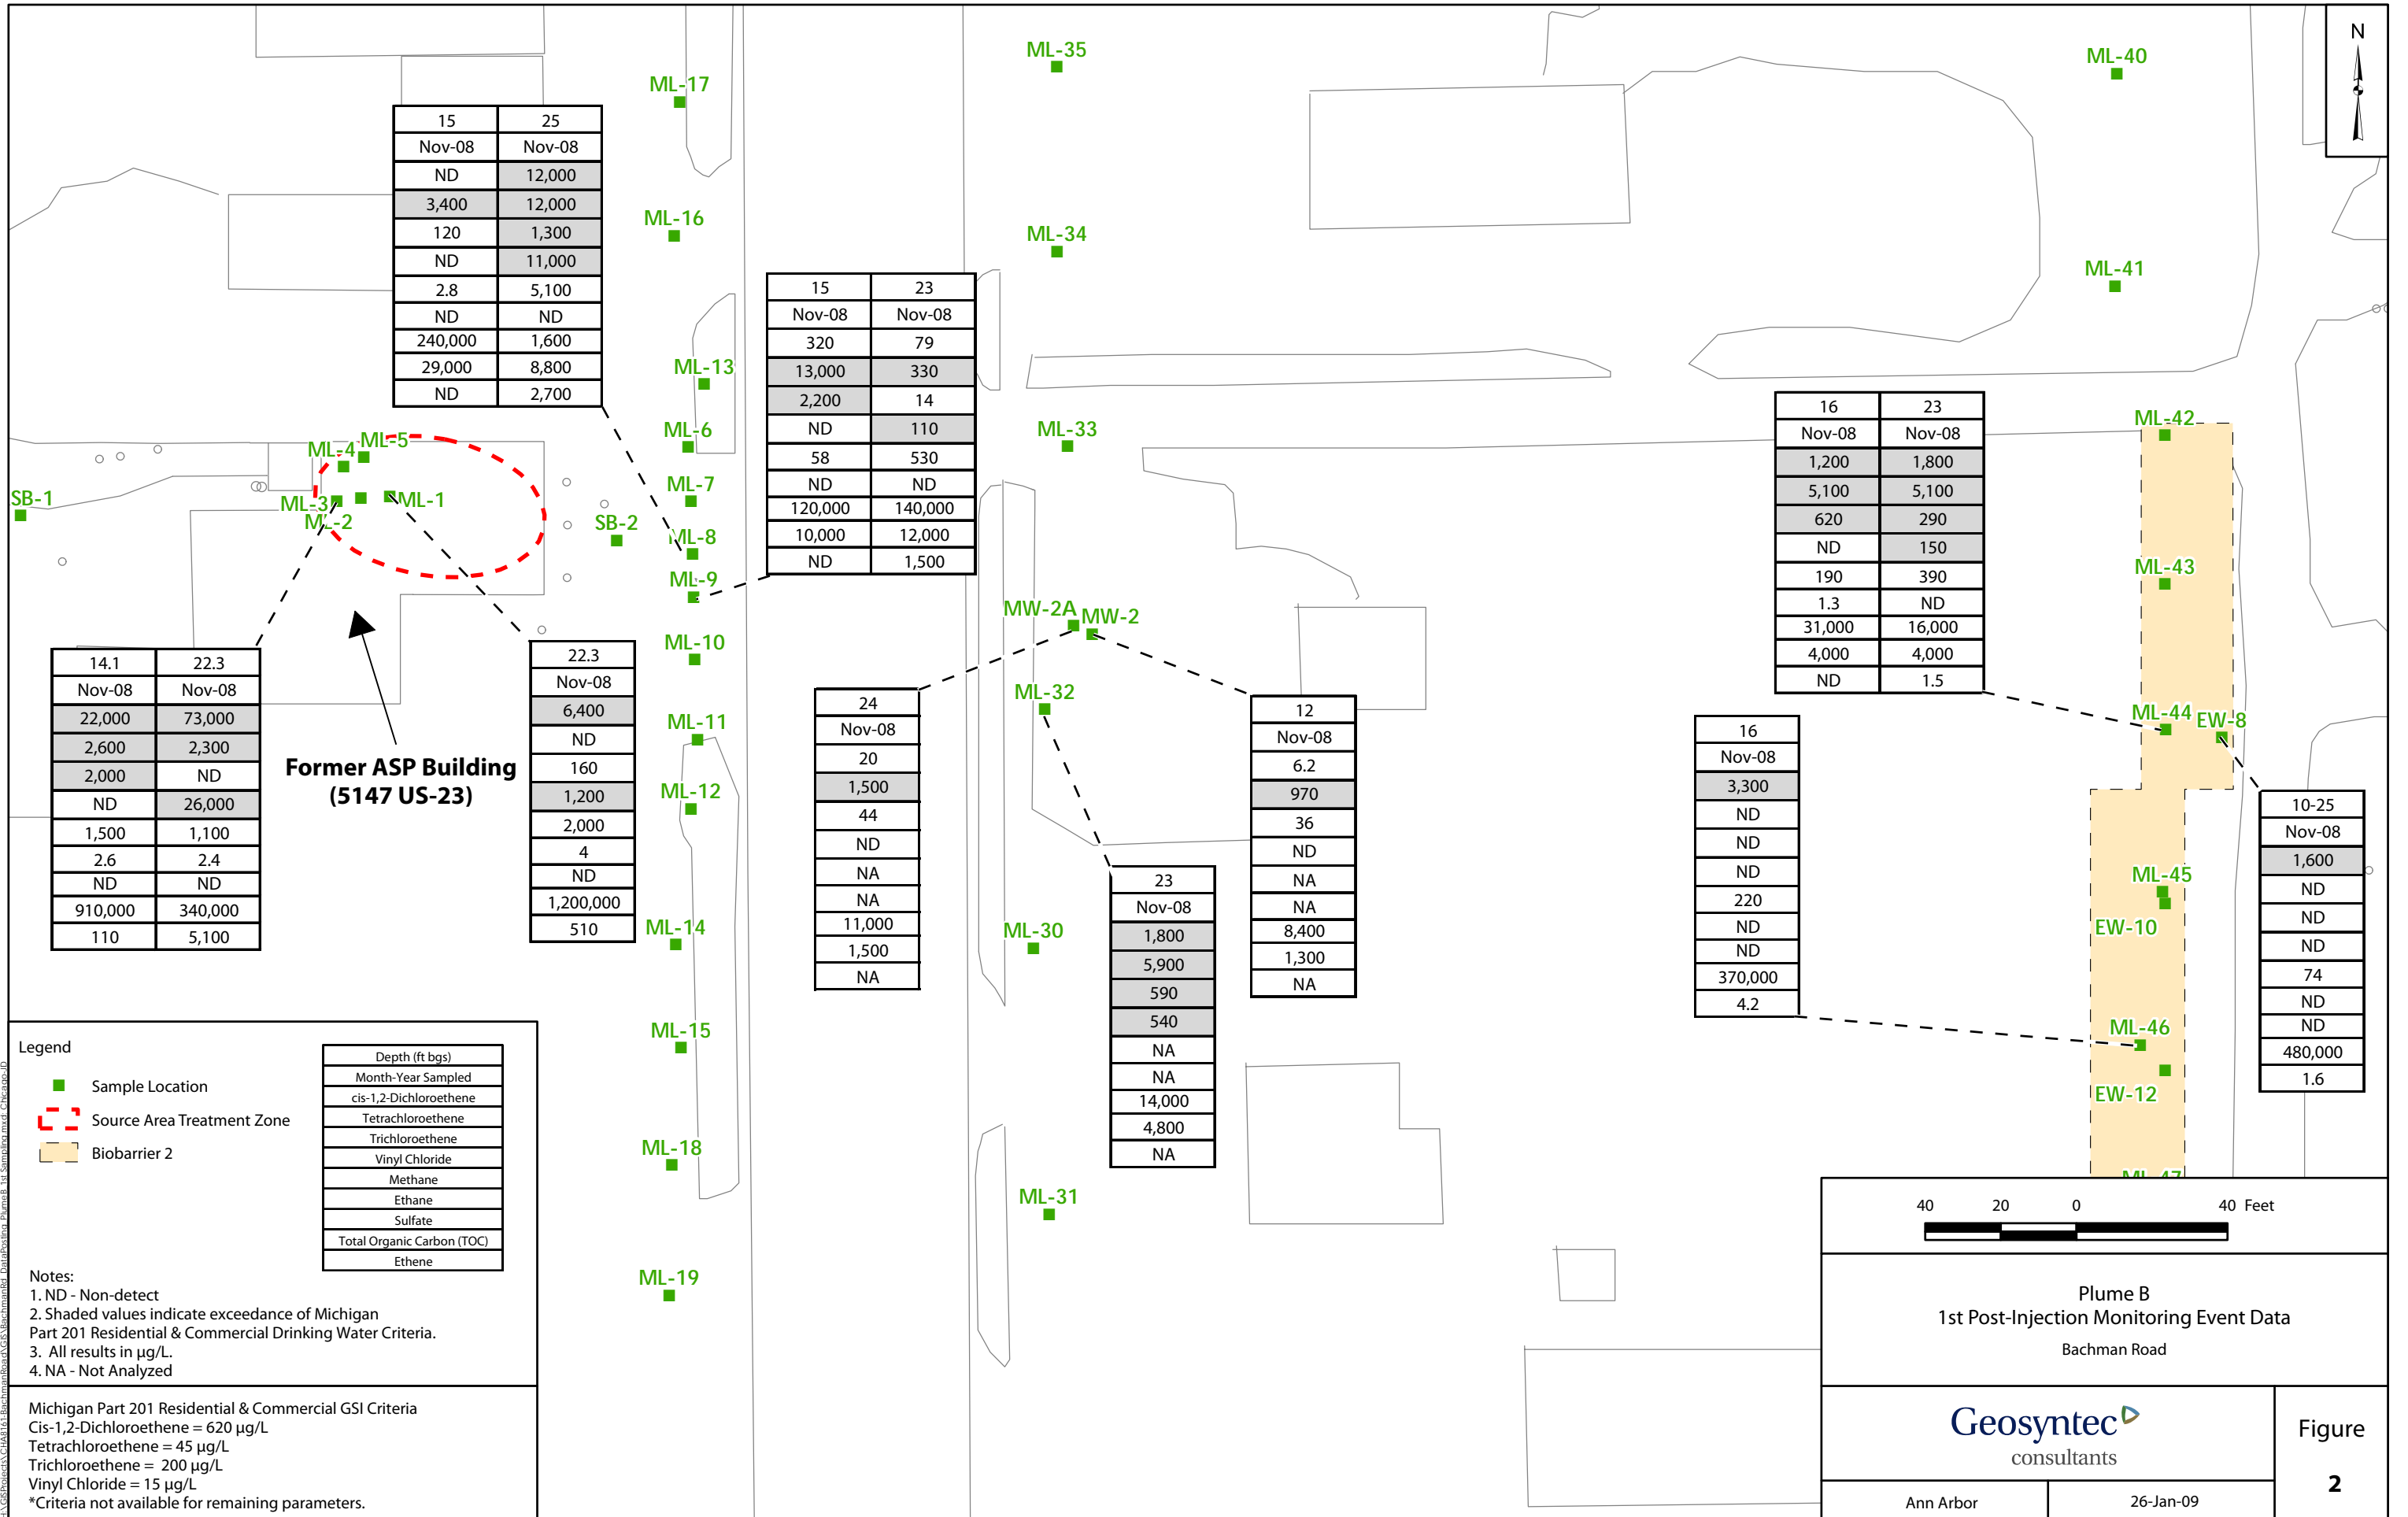 N
ML-35
ML-40
ML-17
15 25
Nov-08 Nov-08
ND 12,000
3,400 12,000
120 1,300
ND 11,000
2.8 5,100
ND ND
240,000 1,600
29,000 8,800
ND 2,700
ML-16
ML-34
ML-41
15 23
Nov-08 Nov-08
320 79
13,000 330
2,200 14
ND 110
58 530
ND ND
120,000 140,000
10,000 12,000
ND 1,500
ML-13
ML-6
ML-33
16 23
Nov-08 Nov-08
1,200 1,800
5,100 5,100
620 290
ND 150
190 390
1.3 ND
31,000 16,000
4,000 4,000
ND 1.5
ML-42
ML-4
ML-5
SB-1
ML-3
ML-1
ML-2
SB-2
ML-7
ML-8
ML-9
ML-43
MW-2A
MW-2
ML-10
14.1 22.3
Nov-08 Nov-08
22,000 73,000
2,600 2,300
2,000 ND
ND 26,000
1,500 1,100
2.6 2.4
ND ND
910,000 340,000
110 5,100
Former ASP Building
(5147 US-23)
22.3
Nov-08
6,400
ND
160
1,200
2,000
4
ND
1,200,000
510
ML-32
ML-11
ML-12
24
Nov-08
20
1,500
44
ND
NA
NA
11,000
1,500
NA
12
Nov-08
6.2
970
36
ND
NA
NA
8,400
1,300
NA
23
Nov-08
1,800
5,900
590
540
NA
NA
14,000
4,800
NA
ML-44
EW-8
16
Nov-08
3,300
ND
ND
ND
220
ND
ND
370,000
4.2
10-25
Nov-08
1,600
ND
ND
ND
74
ND
ND
480,000
1.6
ML-45
EW-10
ML-14
ML-30
ML-46
EW-12
ML-15
ML-18
ML-31
ML-47
ML-19
Legend
Sample Location
Source Area Treatment Zone
Biobarrier 2
Depth (ft bgs)
Month-Year Sampled
cis-1,2-Dichloroethene
Tetrachloroethene
Trichloroethene
Vinyl Chloride
Methane
Ethane
Sulfate
Total Organic Carbon (TOC)
Ethene
Notes:
1. ND - Non-detect
2. Shaded values indicate exceedance of Michigan
Part 201 Residential & Commercial Drinking Water Criteria.
3. All results in µg/L.
4. NA - Not Analyzed
Michigan Part 201 Residential & Commercial GSI Criteria
Cis-1,2-Dichloroethene = 620 µg/L
Tetrachloroethene = 45 µg/L
Trichloroethene = 200 µg/L
Vinyl Chloride = 15 µg/L
*Criteria not available for remaining parameters.
40 20 0 40 Feet
Plume B
1st Post-Injection Monitoring Event Data
Bachman Road
Geosyntec
consultants
Figure
2
Ann Arbor
26-Jan-09